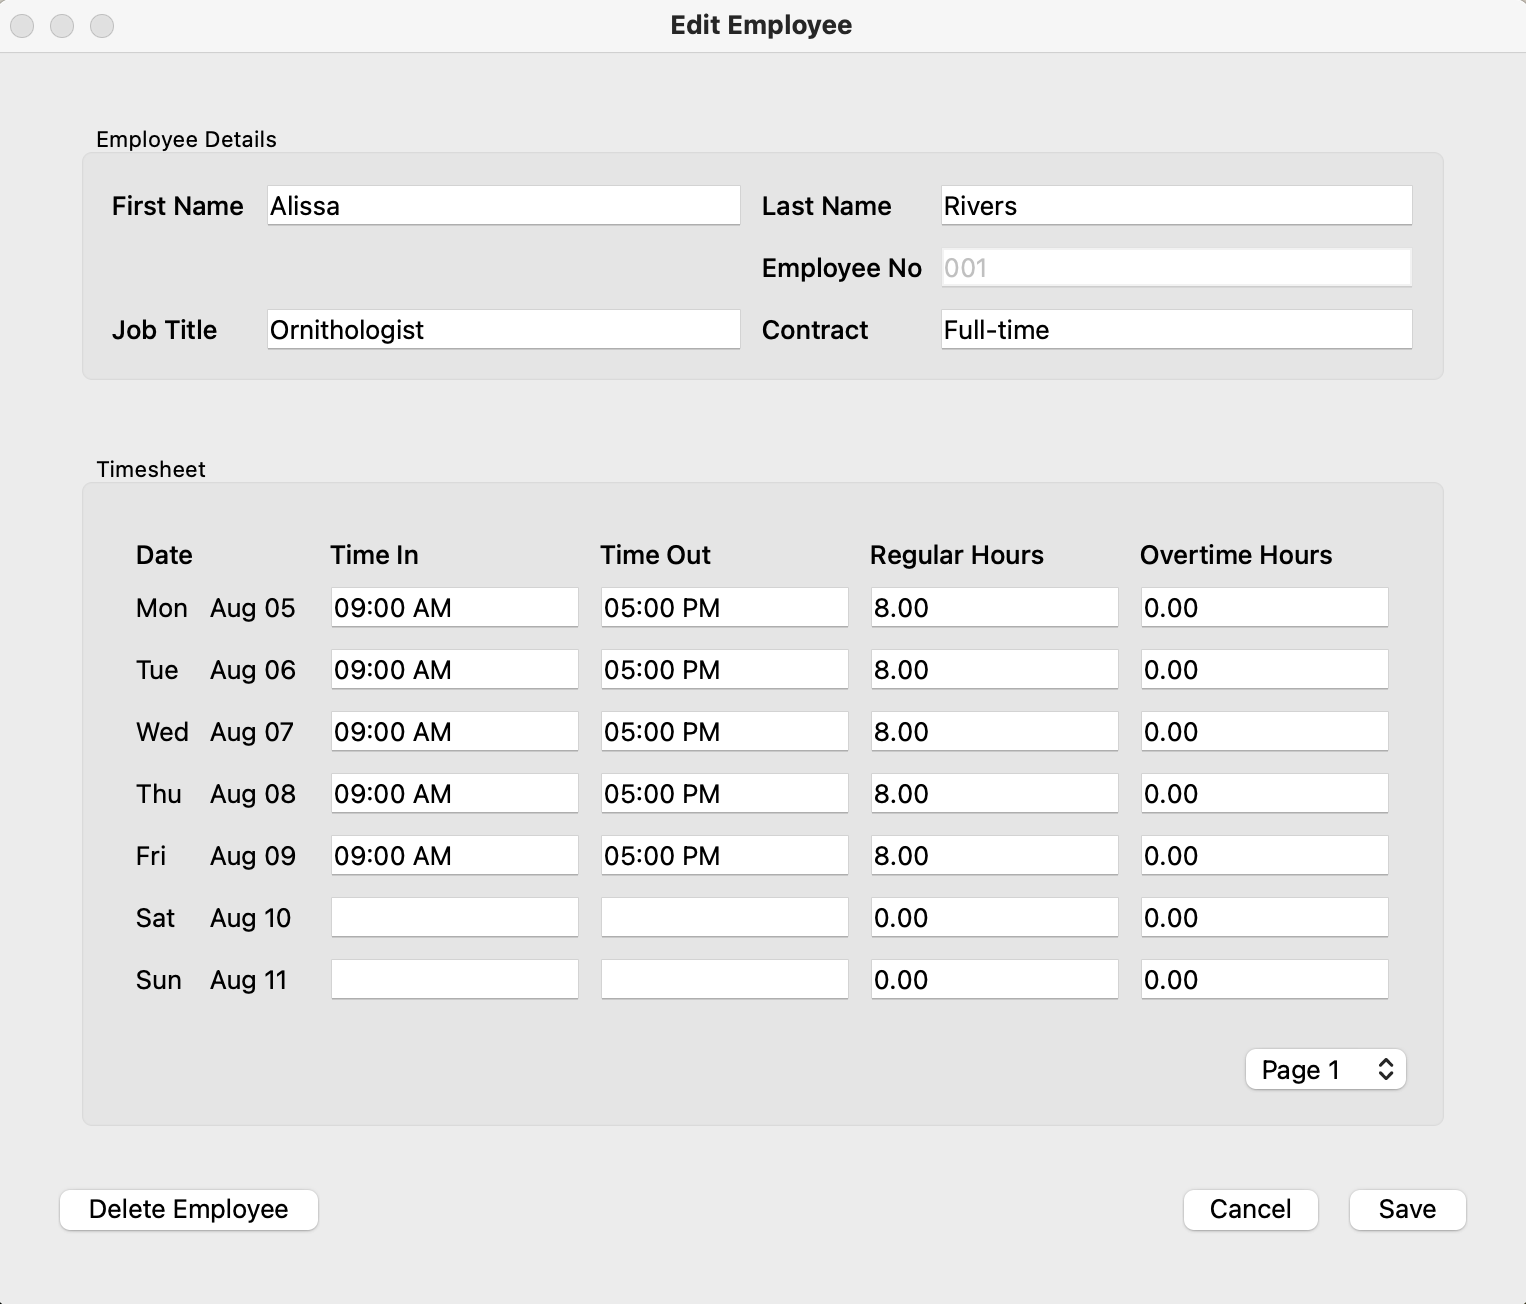 Edit Employee
Employee Details
First Name Alissa Last Name Rivers
Employee No 001
Job Title Ornithologist Contract Full-time
Timesheet
Date Time In Time Out Regular Hours Overtime Hours
Mon Aug 05 09:00 AM 05:00 PM 8.00 0.00
Tue Aug 06 09:00 AM 05:00 PM 8.00 0.00
Wed Aug 07 09:00 AM 05:00 PM 8.00 0.00
Thu Aug 08 09:00 AM 05:00 PM 8.00 0.00
Fri Aug 09 09:00 AM 05:00 PM 8.00 0.00
Sat Aug 10 0.00 0.00
Sun Aug 11 0.00 0.00
Page 1
Delete Employee Cancel Save